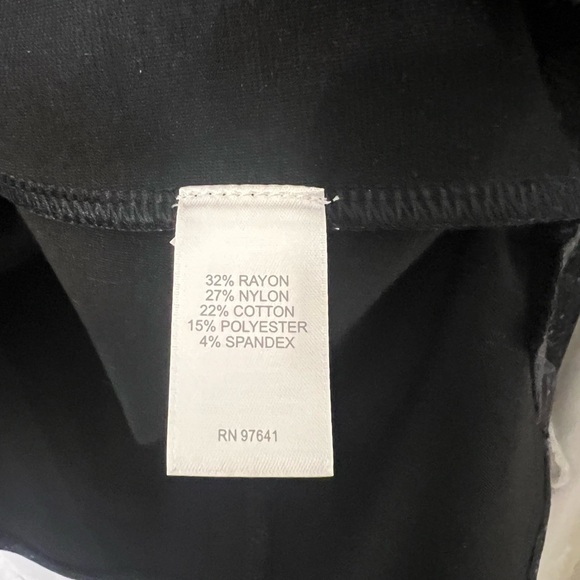 32% RAYON
27% NYLON
22% COTTON
15% POLYESTER
4% SPANDEX
RN 97641